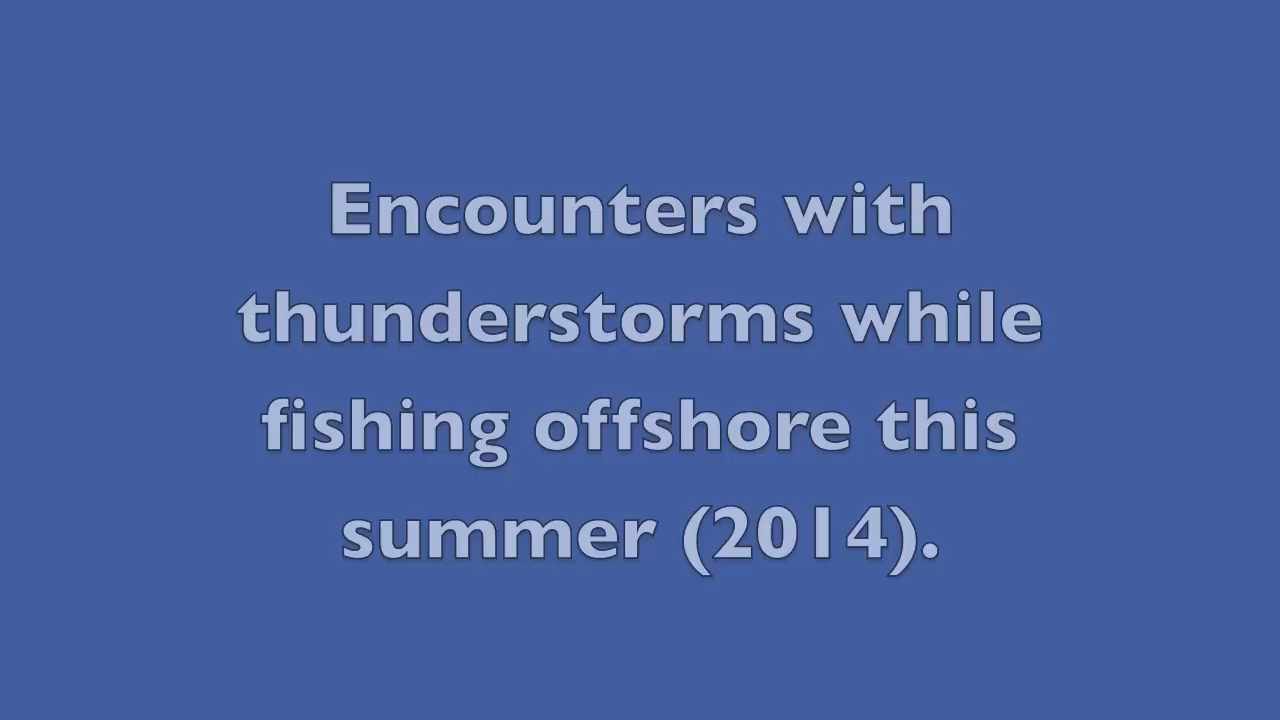 Encounters with
thunderstorms while
fishing offshore this
summer (2014).